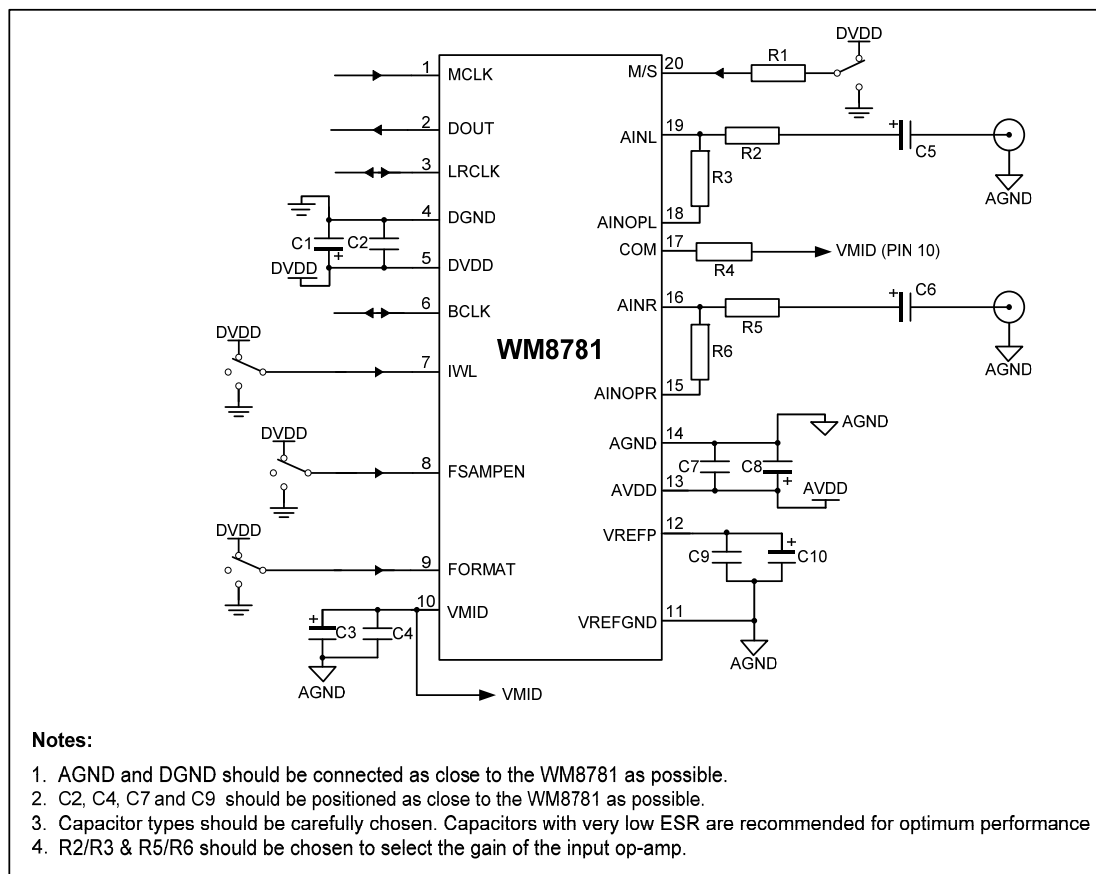 DVDD
R1
1 MCLK
M/S 20
2 DOUT
AINL 19
R2
+ C5
AGND
3 LRCLK
R3
4 DGND
AINOPL 18
C1 + C2
COM 17
R4
VMID (PIN 10)
DVDD
5 DVDD
6 BCLK
AINR 16
R5
+ C6
AGND
WM8781
R6
DVDD
7 IWL
AINOPR 15
AGND 14
AGND
C7 C8 +
DVDD
8 FSAMPEN
AVDD 13
AVDD
VREFP 12
C9 + C10
DVDD
9 FORMAT
10 VMID
+ C3 C4
VREFGND 11
AGND
AGND
VMID
Notes:
1. AGND and DGND should be connected as close to the WM8781 as possible.
2. C2, C4, C7 and C9 should be positioned as close to the WM8781 as possible.
3. Capacitor types should be carefully chosen. Capacitors with very low ESR are recommended for optimum performance
4. R2/R3 & R5/R6 should be chosen to select the gain of the input op-amp.